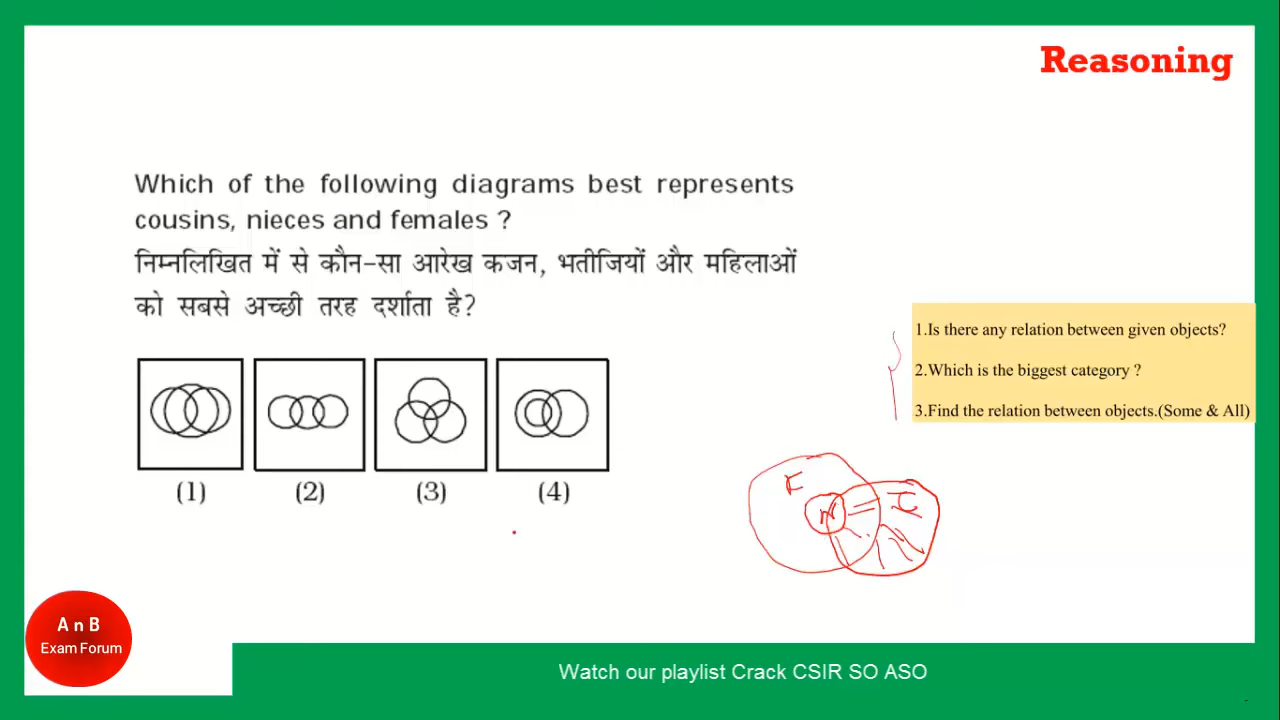 Reasoning
Which of the following diagrams best represents
cousins, nieces and females ?
निम्नलिखित में से कौन-सा आरेख कजन, भतीजियों और महिलाओं
को सबसे अच्छी तरह दर्शाता है?
1.Is there any relation between given objects?
2.Which is the biggest category ?
3.Find the relation between objects.(Some & All)
(1) (2) (3) (4)
F
N
C
A n B
Exam Forum
Watch our playlist Crack CSIR SO ASO